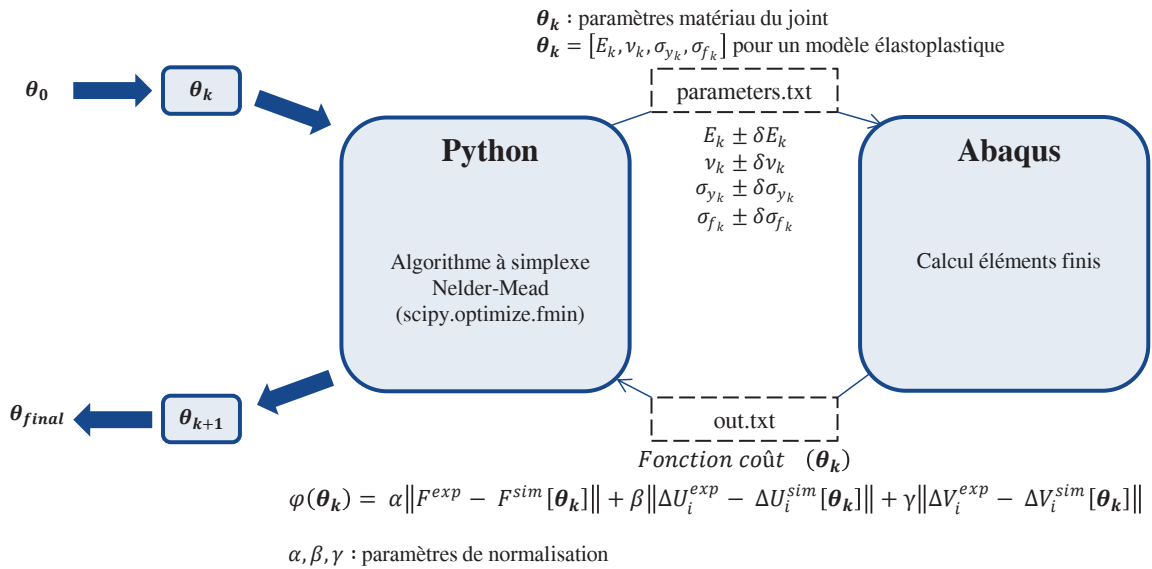 𝜽𝒌 : paramètres matériau du joint
𝜽𝒌 = [𝐸𝑘, 𝜈𝑘, 𝜎𝑦𝑘, 𝜎𝑓𝑘] pour un modèle élastoplastique
𝜽𝟎
𝜽𝒌
parameters.txt
Python
𝐸𝑘 ± 𝛿𝐸𝑘
𝜈𝑘 ± 𝛿𝜈𝑘
𝜎𝑦𝑘 ± 𝛿𝜎𝑦𝑘
𝜎𝑓𝑘 ± 𝛿𝜎𝑓𝑘
Abaqus
Algorithme à simplexe
Nelder-Mead
(scipy.optimize.fmin)
Calcul éléments finis
𝜽𝒇𝒊𝒏𝒂𝒍
𝜽𝒌+𝟏
out.txt
Fonction coût (𝜽𝒌)
𝜑(𝜽𝒌) = 𝛼‖𝐹^𝑒𝑥𝑝 − 𝐹^𝑠𝑖𝑚[𝜽𝒌]‖ + 𝛽‖Δ𝑈𝑖^𝑒𝑥𝑝 − Δ𝑈𝑖^𝑠𝑖𝑚[𝜽𝒌]‖ + 𝛾‖Δ𝑉𝑖^𝑒𝑥𝑝 − Δ𝑉𝑖^𝑠𝑖𝑚[𝜽𝒌]‖
𝛼, 𝛽, 𝛾 : paramètres de normalisation